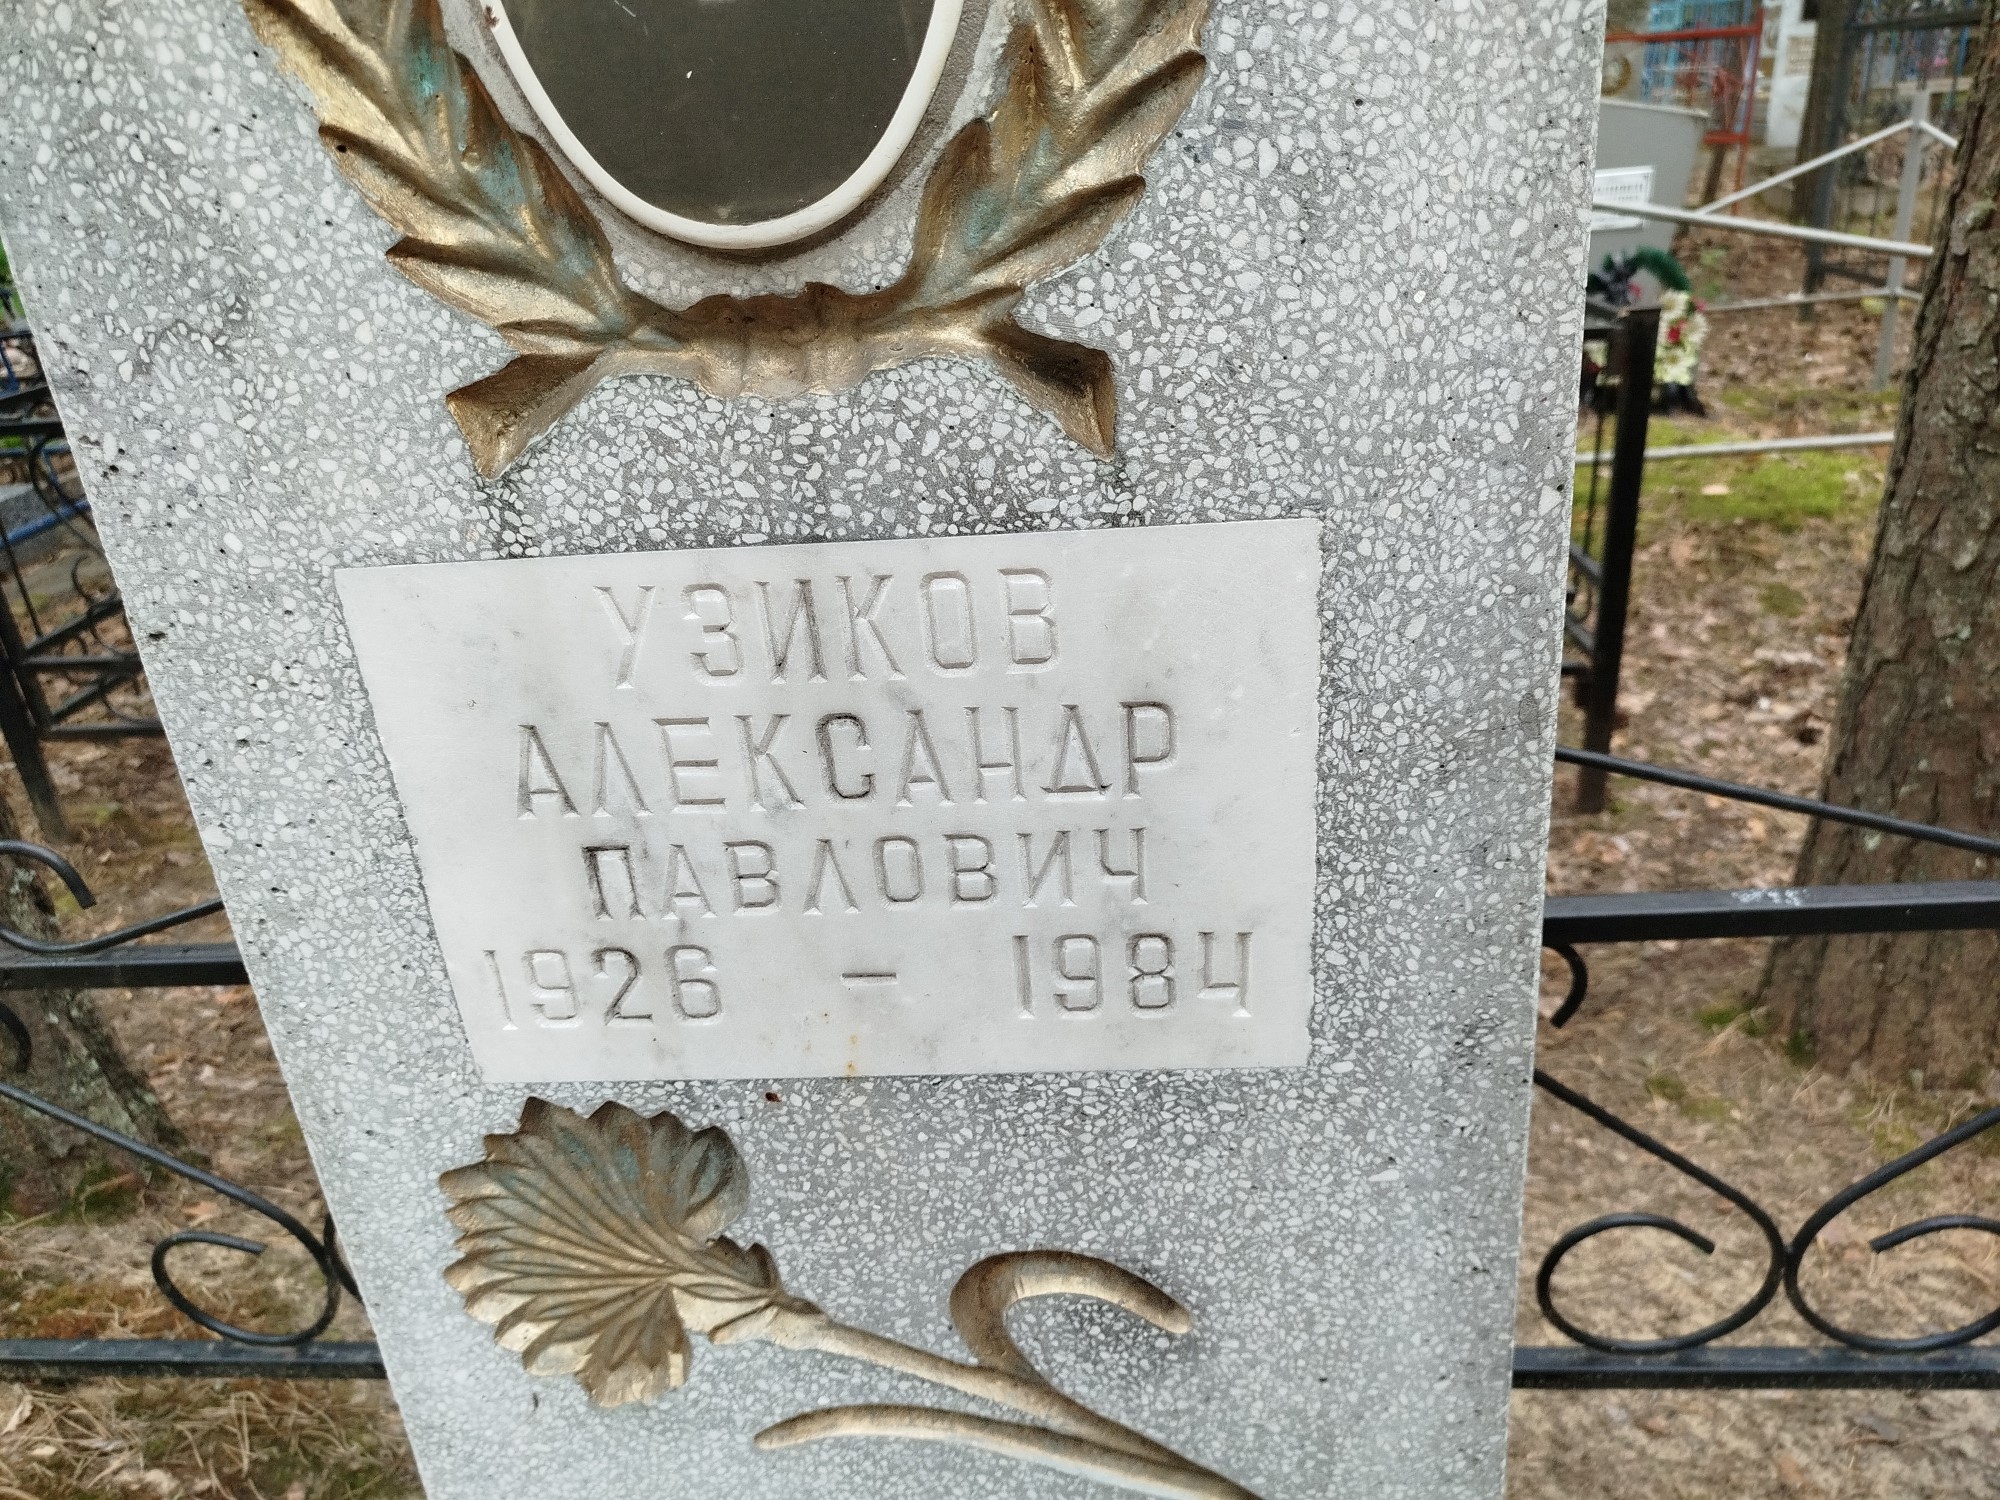 УЗИКОВ
АЛЕКСАНДР
ПАВЛОВИЧ
1926 - 1984